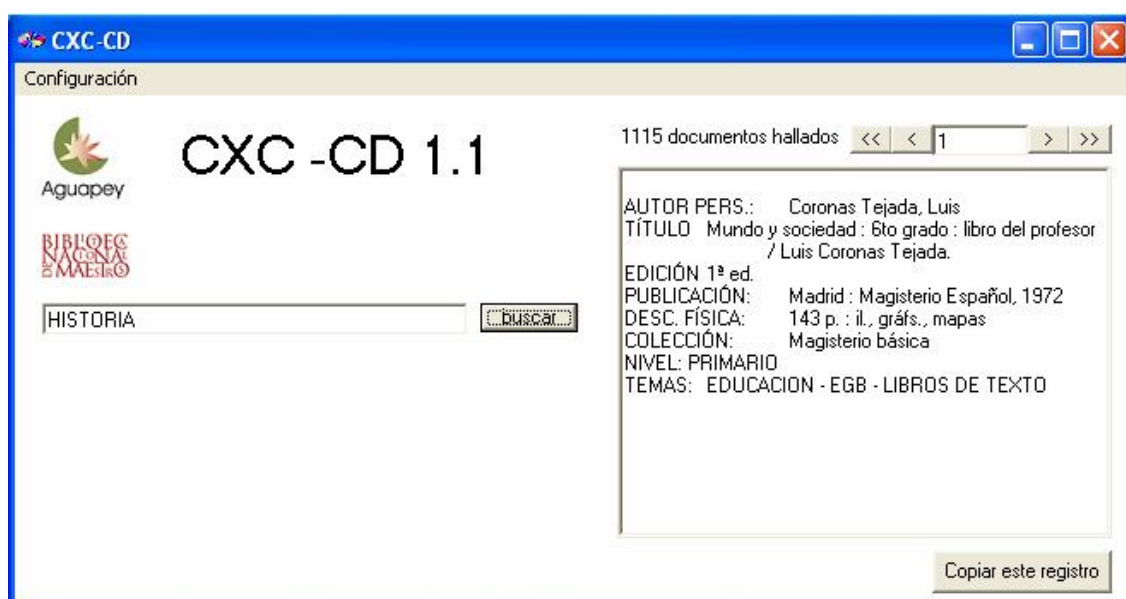 CXC-CD
Configuración
Aguapey
CXC -CD 1.1
BIBLIOTECA
NACIONAL
DE MAESTROS
HISTORIA
buscar
1115 documentos hallados << < 1 > >>
AUTOR PERS.: Coronas Tejada, Luis
TÍTULO Mundo y sociedad : 6to grado : libro del profesor
/ Luis Coronas Tejada.
EDICIÓN 1ª ed.
PUBLICACIÓN: Madrid : Magisterio Español, 1972
DESC. FÍSICA: 143 p. : il., gráfs., mapas
COLECCIÓN: Magisterio básica
NIVEL: PRIMARIO
TEMAS: EDUCACION - EGB - LIBROS DE TEXTO
Copiar este registro